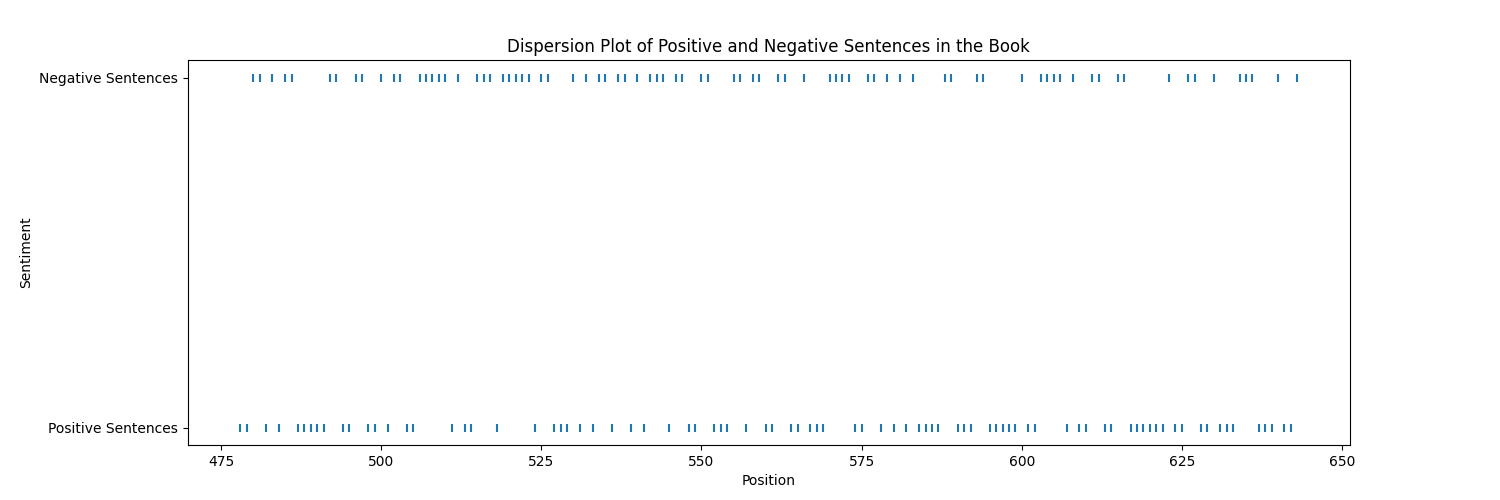 Dispersion Plot of Positive and Negative Sentences in the Book
Negative Sentences
Sentiment
Positive Sentences
475 500 525 550 575 600 625 650
Position